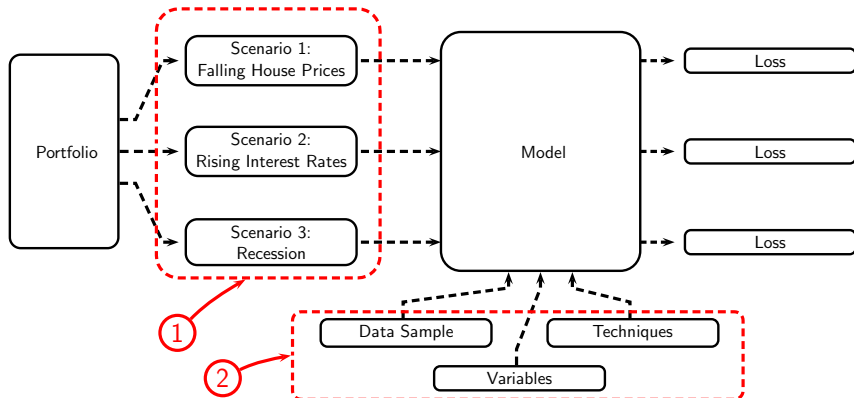 Portfolio
Scenario 1:
Falling House Prices
Scenario 2:
Rising Interest Rates
Scenario 3:
Recession
Model
Loss
Loss
Loss
1
Data Sample
Techniques
Variables
2